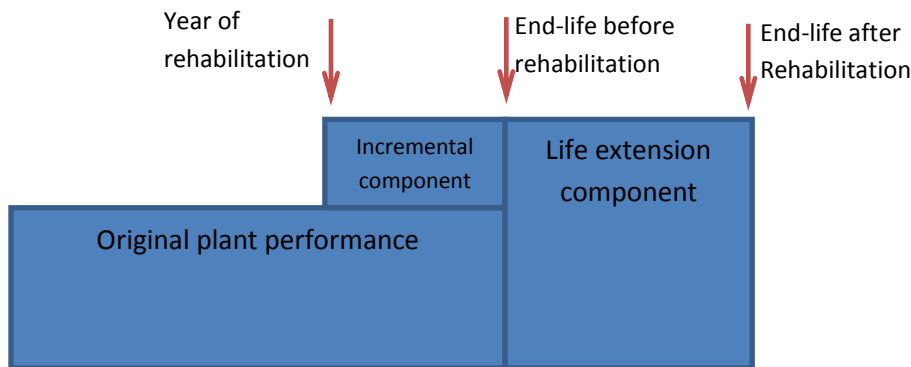 Year of
rehabilitation
End-life before
rehabilitation
End-life after
Rehabilitation
Incremental
component
Life extension
component
Original plant performance